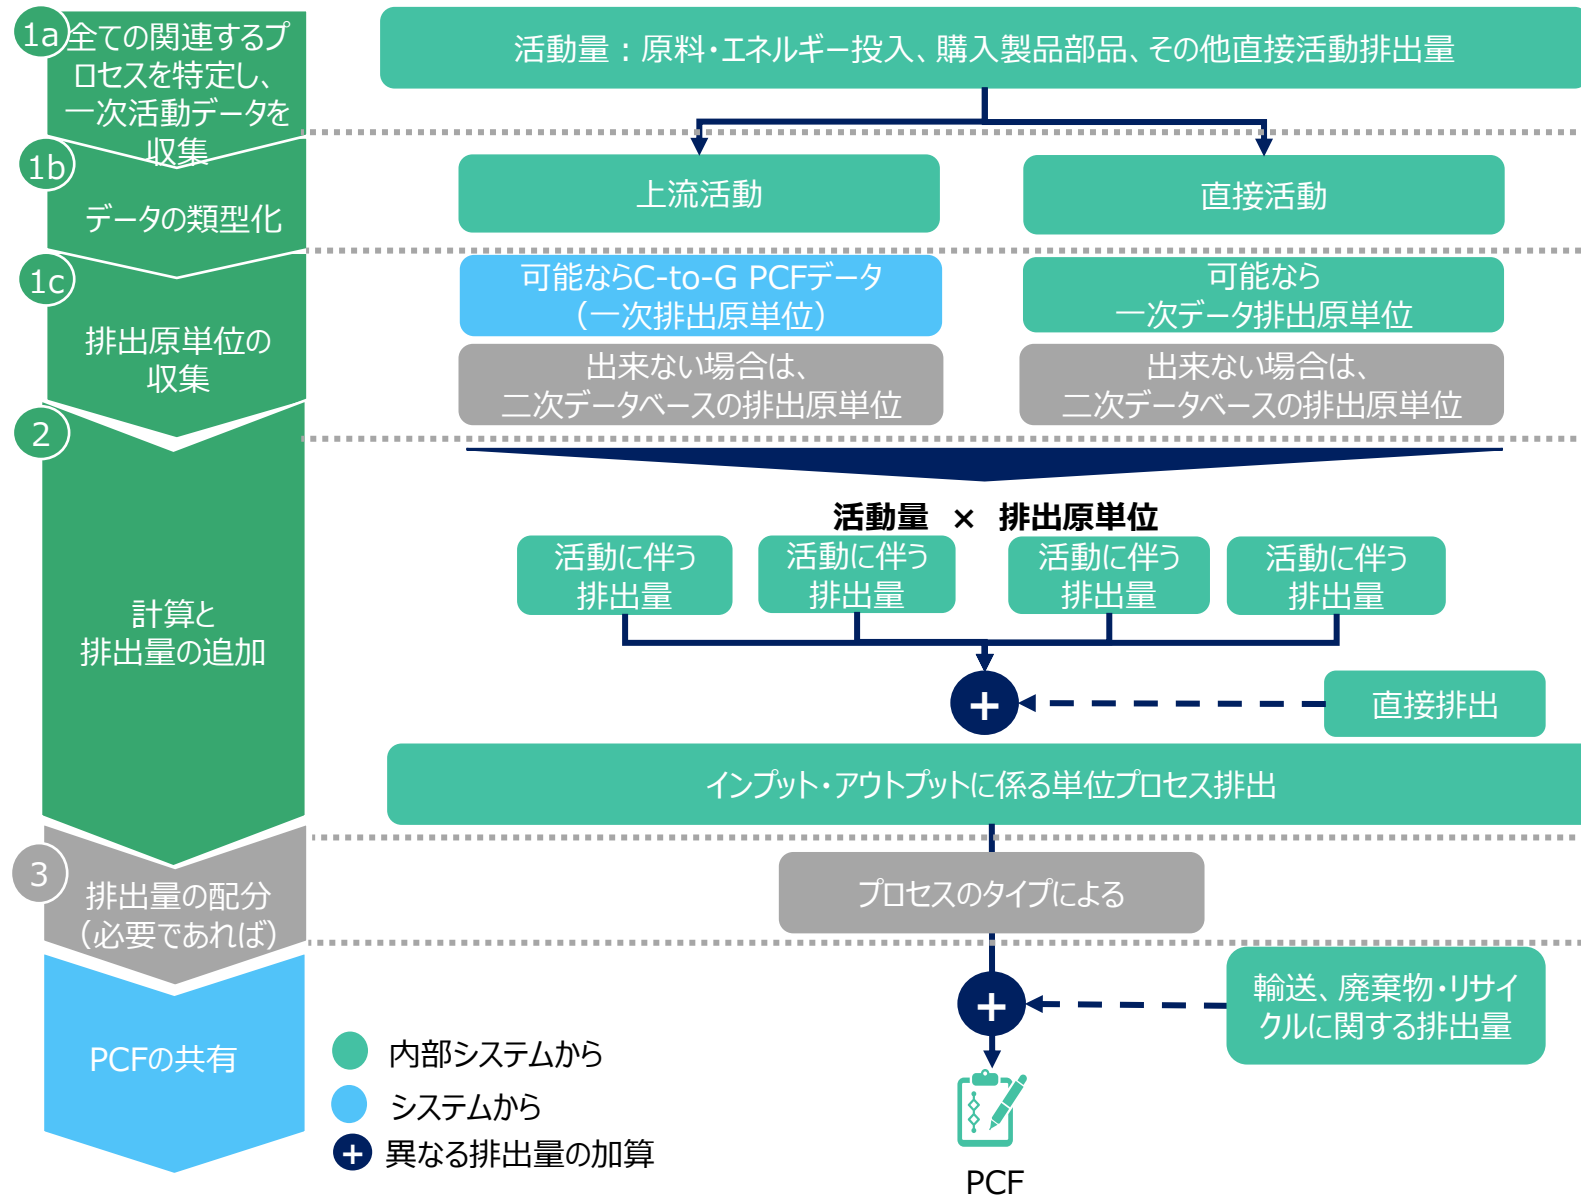 1a
全ての関連するプ
ロセスを特定し、
一次活動データを
収集
活動量：原料・エネルギー投入、購入製品部品、その他直接活動排出量
1b
データの類型化
上流活動
直接活動
1c
排出原単位の
収集
可能ならC-to-G PCFデータ
（一次排出原単位）
可能なら
一次データ排出原単位
出来ない場合は、
二次データベースの排出原単位
出来ない場合は、
二次データベースの排出原単位
2
計算と
排出量の追加
活動量 × 排出原単位
活動に伴う
排出量
活動に伴う
排出量
活動に伴う
排出量
活動に伴う
排出量
+
直接排出
インプット・アウトプットに係る単位プロセス排出
3
排出量の配分
（必要であれば）
プロセスのタイプによる
+
輸送、廃棄物・リサイ
クルに関する排出量
PCFの共有
PCF
内部システムから
システムから
+ 異なる排出量の加算